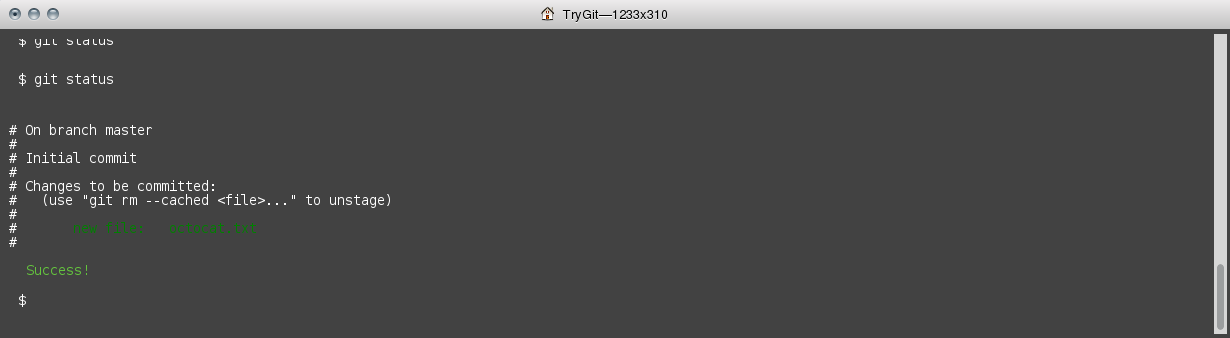 TryGit—1233x310
$ git status
$ git status
# On branch master
#
# Initial commit
#
# Changes to be committed:
#   (use "git rm --cached <file>..." to unstage)
#
#       new file:   octocat.txt
#
Success!
$